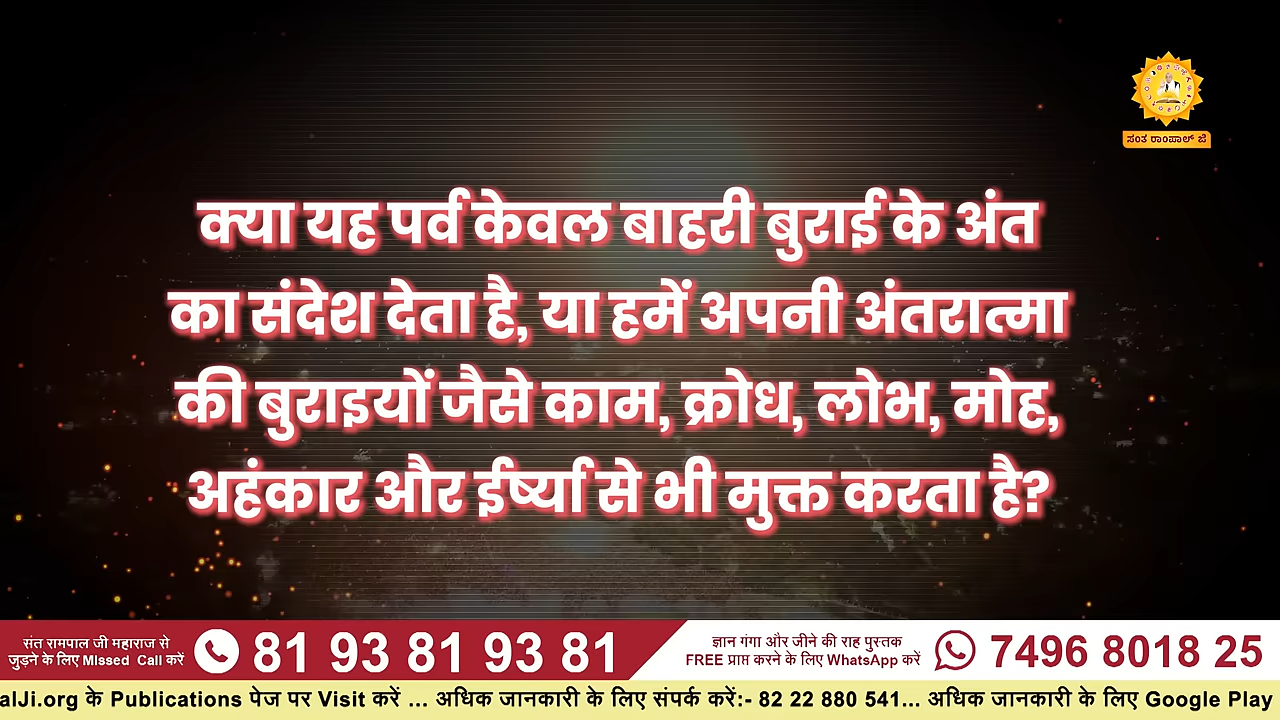 ಸಂತ ರಾಂಪಾಲ್ ಜಿ
क्या यह पर्व केवल बाहरी बुराई के अंत
का संदेश देता है, या हमें अपनी अंतरात्मा
की बुराइयों जैसे काम, क्रोध, लोभ, मोह,
अहंकार और ईर्ष्या से भी मुक्त करता है?
संत रामपाल जी महाराज से
जुड़ने के लिए Missed Call करें
81 93 81 93 81
ज्ञान गंगा और जीने की राह पुस्तक
FREE प्राप्त करने के लिए WhatsApp करें
7496 8018 25
alJi.org के Publications पेज पर Visit करें ... अधिक जानकारी के लिए संपर्क करें:- 82 22 880 541... अधिक जानकारी के लिए Google Play